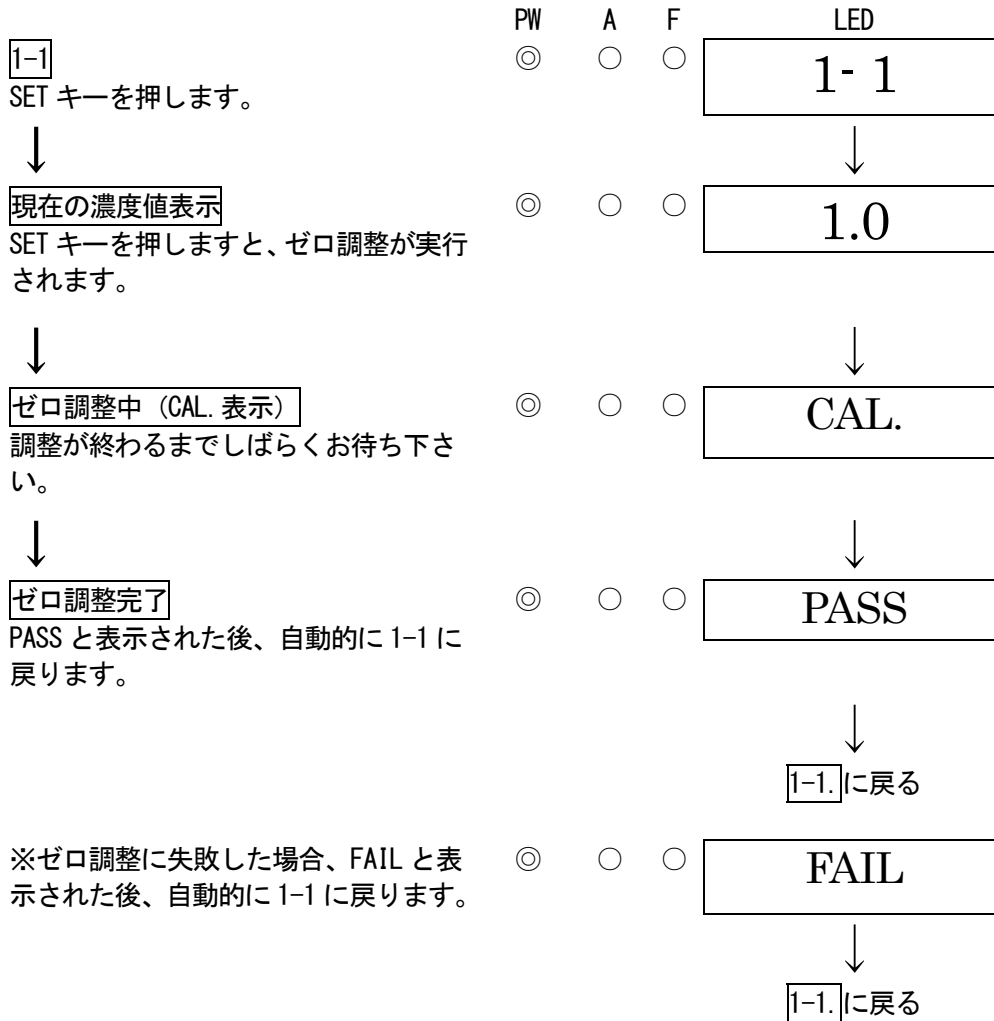 PW A F LED
1-1 ◎ ○ ○ 1- 1
SET キーを押します。
↓ ↓
現在の濃度値表示 ◎ ○ ○ 1.0
SET キーを押しますと、ゼロ調整が実行
されます。
↓ ↓
ゼロ調整中（CAL. 表示） ◎ ○ ○ CAL.
調整が終わるまでしばらくお待ち下さ
い。
↓ ↓
ゼロ調整完了 ◎ ○ ○ PASS
PASS と表示された後、自動的に 1-1 に
戻ります。
↓
1-1. に戻る
※ゼロ調整に失敗した場合、FAIL と表 ◎ ○ ○ FAIL
示された後、自動的に 1-1 に戻ります。
↓
1-1. に戻る